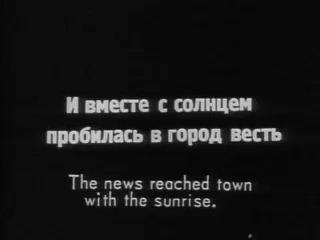 И вместе с солнцем
пробилась в город весть
The news reached town
with the sunrise.